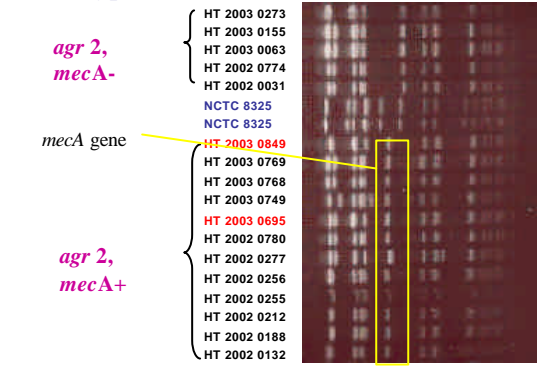 HT 2003 0273
HT 2003 0155
agr 2,
mecA-
HT 2003 0063
HT 2002 0774
HT 2002 0031
NCTC 8325
NCTC 8325
mecA gene
HT 2003 0849
HT 2003 0769
HT 2003 0768
HT 2003 0749
HT 2003 0695
HT 2002 0780
agr 2,
mecA+
HT 2002 0277
HT 2002 0256
HT 2002 0255
HT 2002 0212
HT 2002 0188
HT 2002 0132